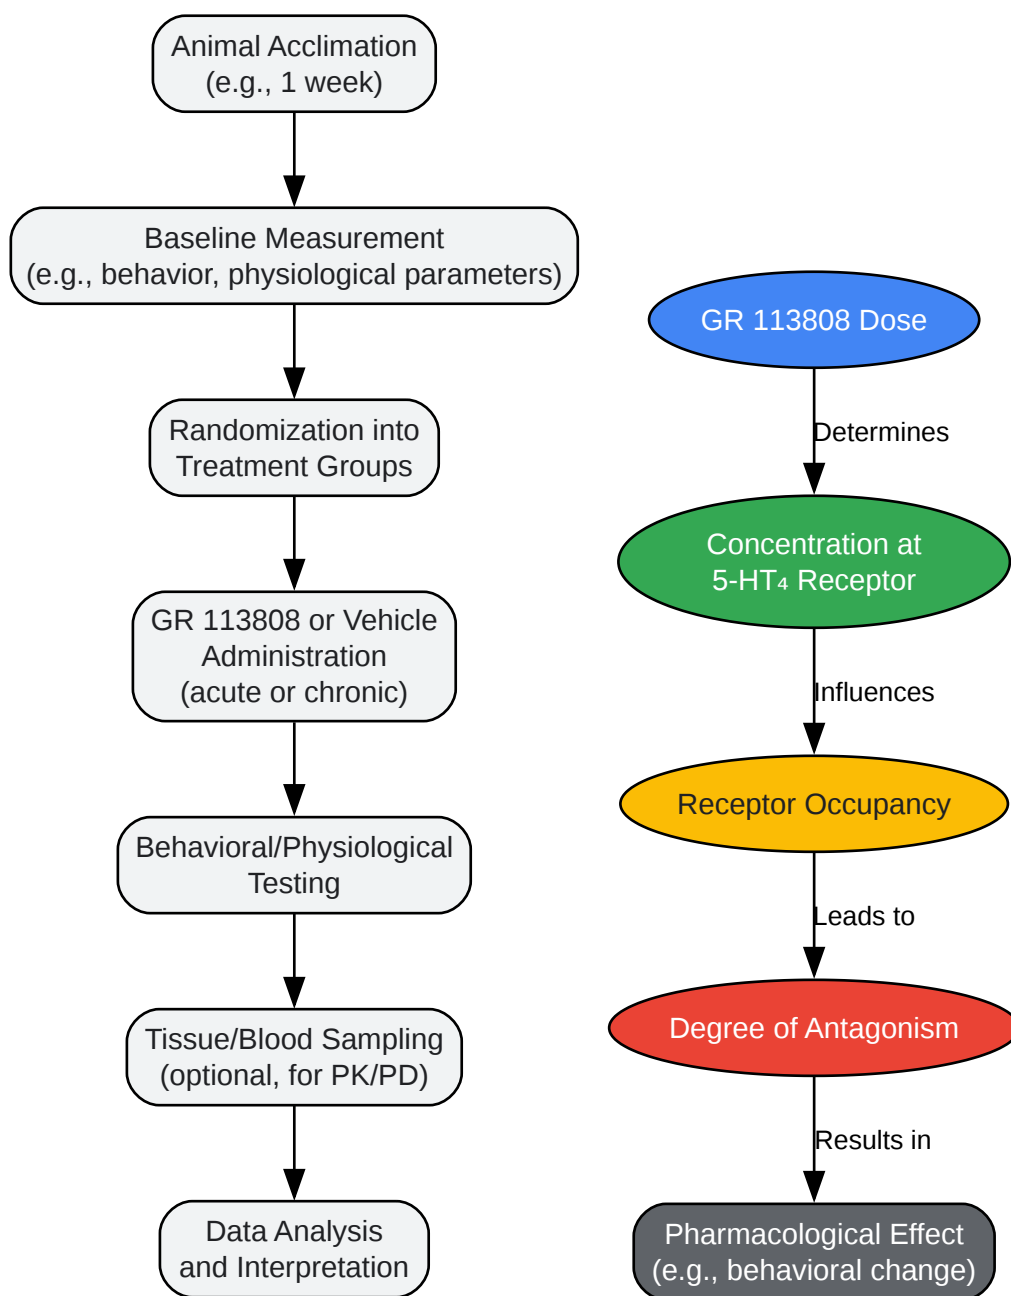 Animal Acclimation
(e.g., 1 week)
Baseline Measurement
(e.g., behavior, physiological parameters)
Randomization into
Treatment Groups
GR 113808 or Vehicle
Administration
(acute or chronic)
Behavioral/Physiological
Testing
Tissue/Blood Sampling
(optional, for PK/PD)
Data Analysis
and Interpretation
GR 113808 Dose
Determines
Concentration at
5-HT₄ Receptor
Influences
Receptor Occupancy
Leads to
Degree of Antagonism
Results in
Pharmacological Effect
(e.g., behavioral change)